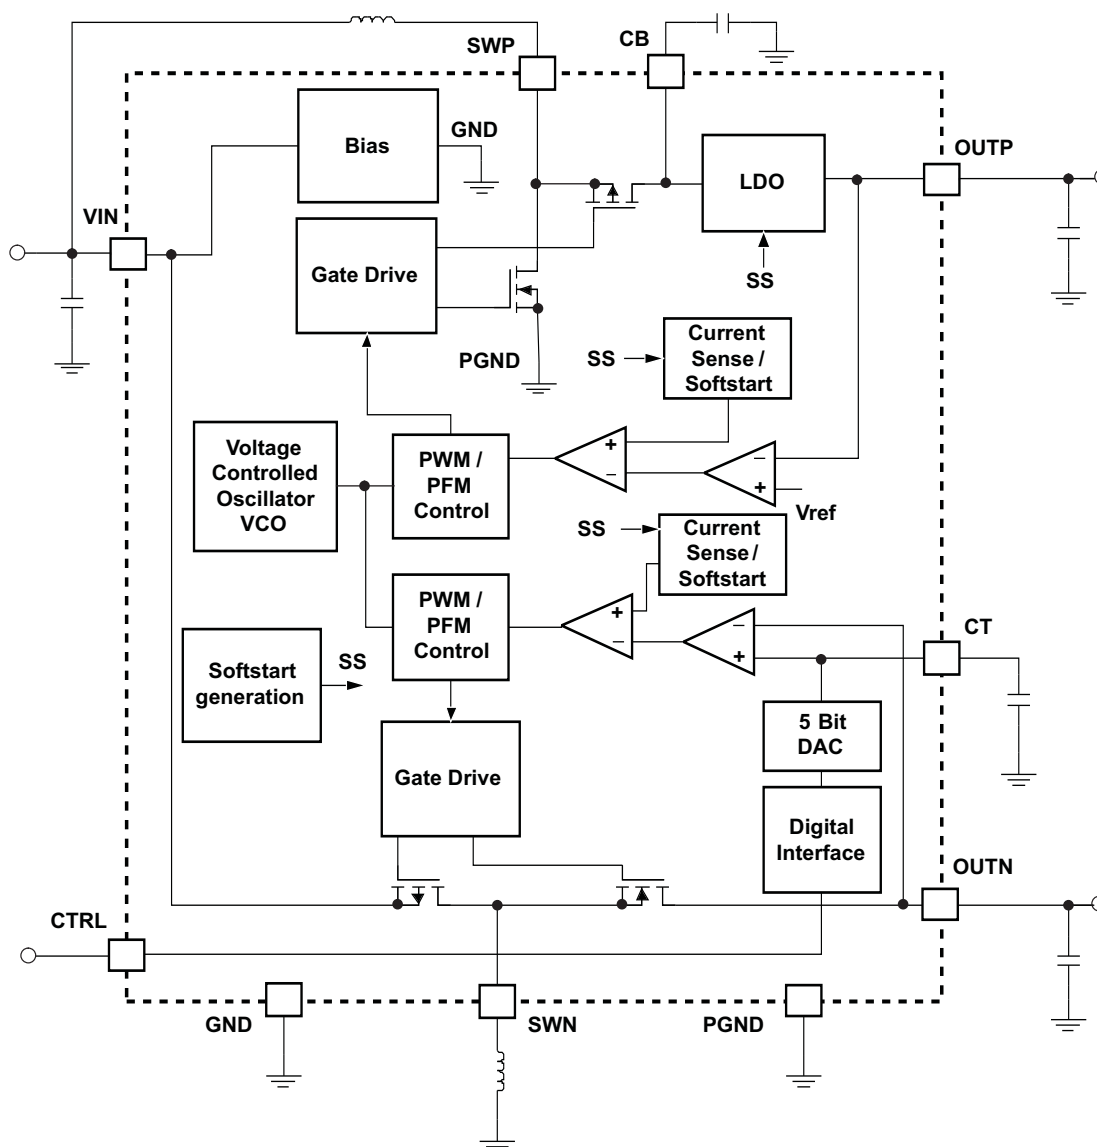 SWP
CB
Bias
GND
LDO
OUTP
VIN
Gate Drive
SS
PGND
SS
Current
Sense /
Softstart
Voltage
Controlled
Oscillator
VCO
PWM /
PFM
Control
+
−
−
+
Vref
SS
Current
Sense /
Softstart
PWM /
PFM
Control
+
−
−
+
CT
Softstart
generation
SS
5 Bit
DAC
Gate Drive
Digital
Interface
OUTN
CTRL
GND
SWN
PGND